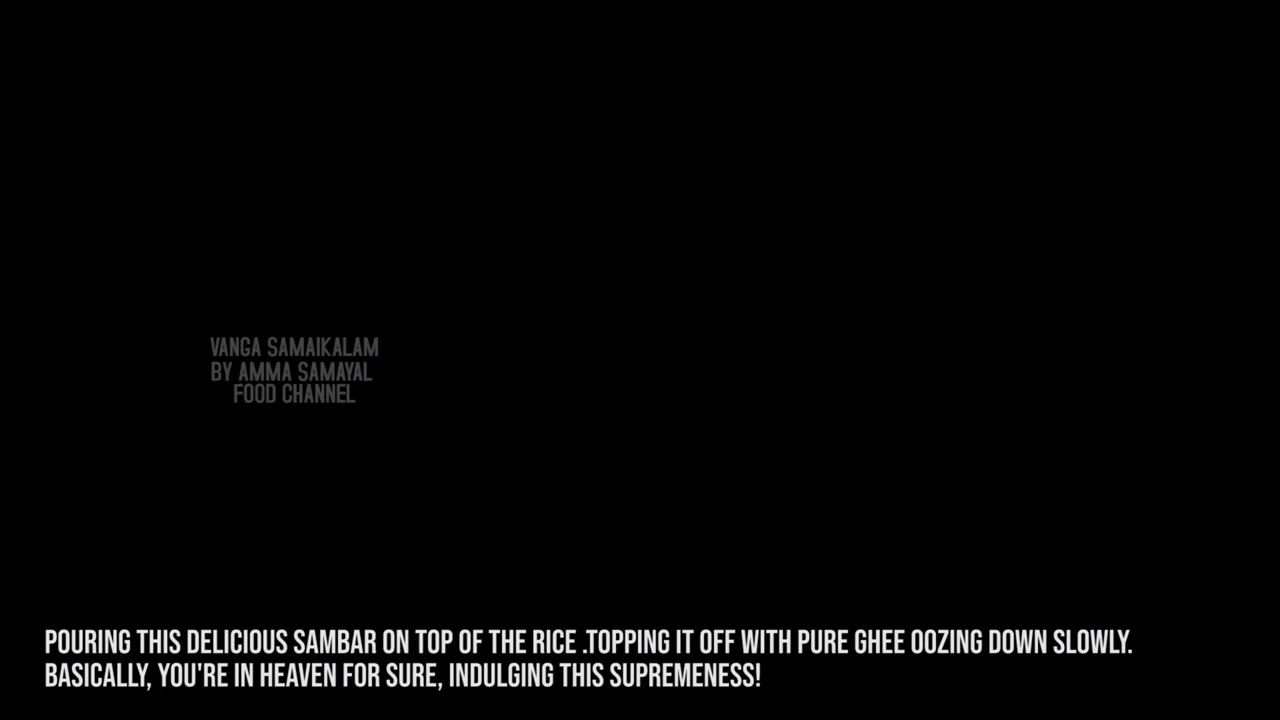 VANGA SAMAIKALAM
BY AMMA SAMAYAL
FOOD CHANNEL
POURING THIS DELICIOUS SAMBAR ON TOP OF THE RICE .TOPPING IT OFF WITH PURE GHEE OOZING DOWN SLOWLY.
BASICALLY, YOU'RE IN HEAVEN FOR SURE, INDULGING THIS SUPREMENESS!